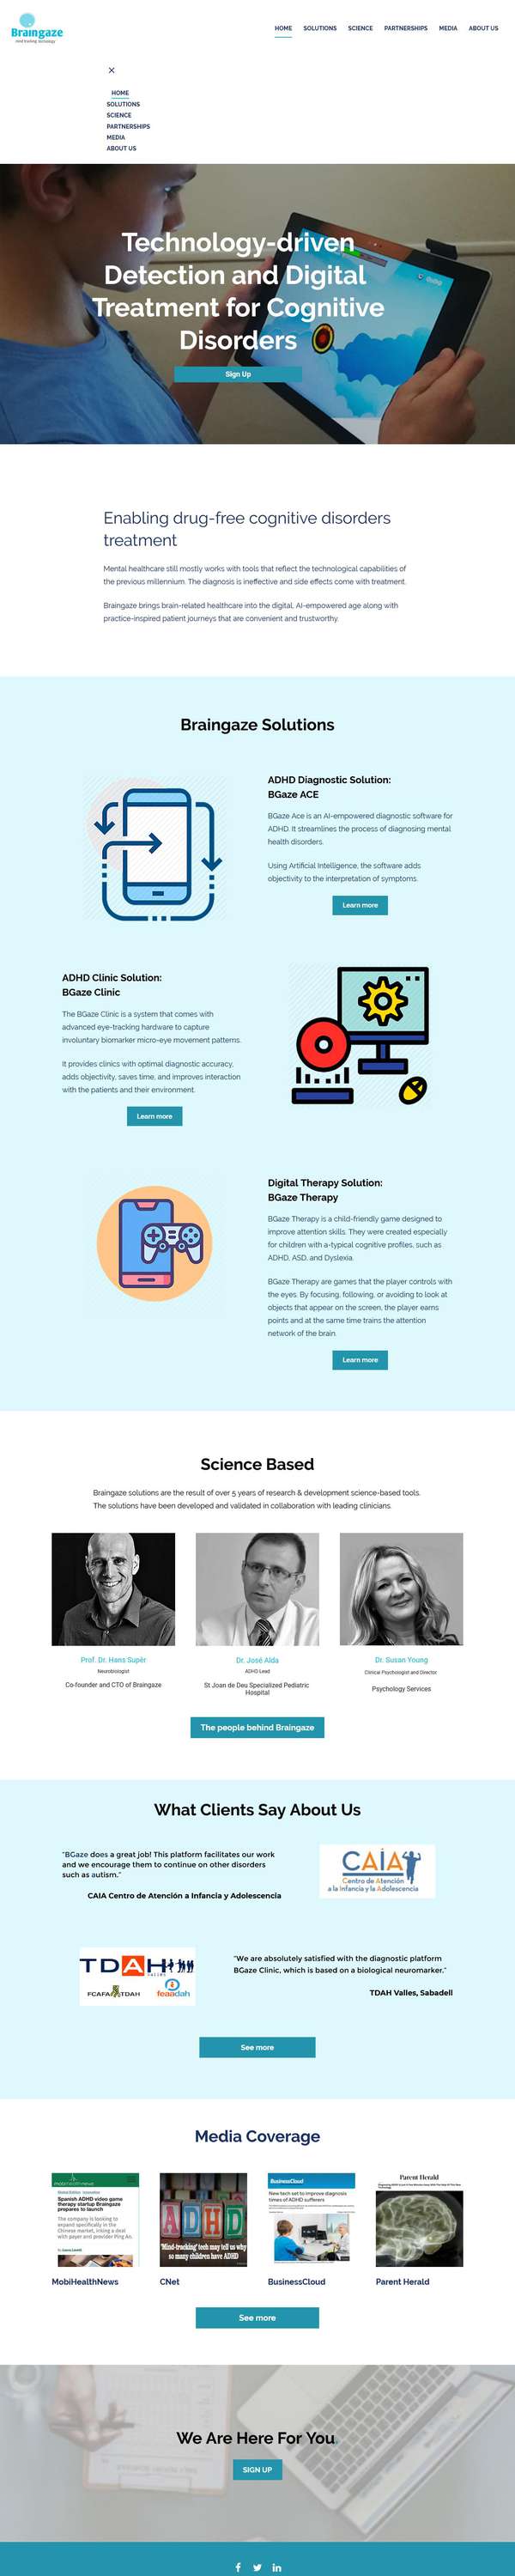 Braingaze
mind tracking technology
HOME SOLUTIONS SCIENCE PARTNERSHIPS MEDIA ABOUT US
HOME
SOLUTIONS
SCIENCE
PARTNERSHIPS
MEDIA
ABOUT US
Technology-driven
Detection and Digital
Treatment for Cognitive
Disorders
Sign Up
Enabling drug-free cognitive disorders
treatment
Mental healthcare still mostly works with tools that reflect the technological capabilities of
the previous millennium. The diagnosis is ineffective and side effects come with treatment.
Braingaze brings brain-related healthcare into the digital, AI-empowered age along with
practice-inspired patient journeys that are convenient and trustworthy.
Braingaze Solutions
ADHD Diagnostic Solution:
BGaze ACE
BGaze Ace is an AI-empowered diagnostic software for
ADHD. It streamlines the process of diagnosing mental
health disorders.
Using Artificial Intelligence, the software adds
objectivity to the interpretation of symptoms.
Learn more
ADHD Clinic Solution:
BGaze Clinic
The BGaze Clinic is a system that comes with
advanced eye-tracking hardware to capture
involuntary biomarker micro-eye movement patterns.
It provides clinics with optimal diagnostic accuracy,
adds objectivity, saves time, and improves interaction
with the patients and their environment.
Learn more
Digital Therapy Solution:
BGaze Therapy
BGaze Therapy is a child-friendly game designed to
improve attention skills. They were created especially
for children with a-typical cognitive profiles, such as
ADHD, ASD, and Dyslexia.
BGaze Therapy are games that the player controls with
the eyes. By focusing, following, or avoiding to look at
objects that appear on the screen, the player earns
points and at the same time trains the attention
network of the brain.
Learn more
Science Based
Braingaze solutions are the result of over 5 years of research & development science-based tools.
The solutions have been developed and validated in collaboration with leading clinicians.
Prof. Dr. Hans Supèr
Neurobiologist
Co-founder and CTO of Braingaze
Dr. José Alda
ADHD Lead
St Joan de Deu Specialized Pediatric
Hospital
Dr. Susan Young
Clinical Psychologist and Director
Psychology Services
The people behind Braingaze
What Clients Say About Us
"BGaze does a great job! This platform facilitates our work
and we encourage them to continue on other disorders
such as autism."
CAIA Centro de Atención a Infancia y Adolescencia
CAIA
Centro de Atención
a la Infancia y la Adolescencia
TDAH
VALLES
FCAFA TDAH
feaadah
"We are absolutely satisfied with the diagnostic platform
BGaze Clinic, which is based on a biological neuromarker."
TDAH Valles, Sabadell
See more
Media Coverage
Spanish ADHD video game
therapy startup Braingaze
prepares to launch
The company is looking to
expand specifically in the
Chinese market, inking a deal
with payer and provider Ping An.
MobiHealthNews
ADHD
'Mind-tracking' tech may tell us why
so many children have ADHD
CNet
BusinessCloud
New tech set to improve diagnosis
times of ADHD sufferers
BusinessCloud
Parent Herald
Parent Herald
See more
We Are Here For You.
SIGN UP